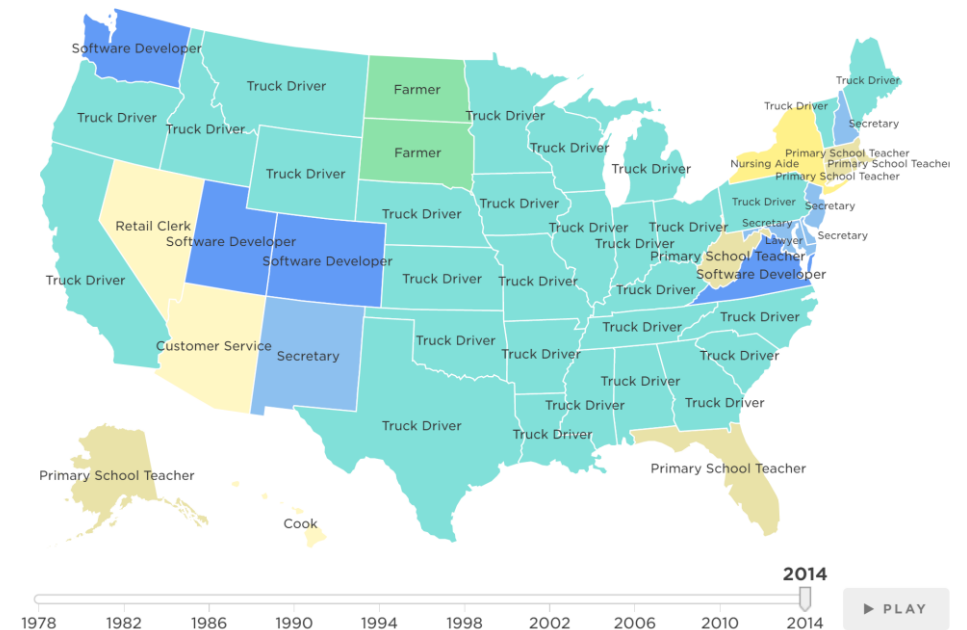 Software Developer
Truck Driver
Truck Driver
Truck Driver
Farmer
Truck Driver
Truck Driver
Truck Driver
Secretary
Truck Driver
Truck Driver
Farmer
Truck Driver
Truck Driver
Primary School Teacher
Nursing Aide
Primary School Teacher
Primary School Teacher
Truck Driver
Truck Driver
Truck Driver
Truck Driver
Secretary
Truck Driver
Retail Clerk
Truck Driver
Truck Driver
Secretary
Software Developer
Truck Driver
Lawyer
Secretary
Software Developer
Primary School Teacher
Software Developer
Truck Driver
Truck Driver
Truck Driver
Truck Driver
Truck Driver
Truck Driver
Customer Service
Secretary
Truck Driver
Truck Driver
Truck Driver
Truck Driver
Truck Driver
Truck Driver
Truck Driver
Truck Driver
Primary School Teacher
Primary School Teacher
Cook
2014
1978 1982 1986 1990 1994 1998 2002 2006 2010 2014
PLAY